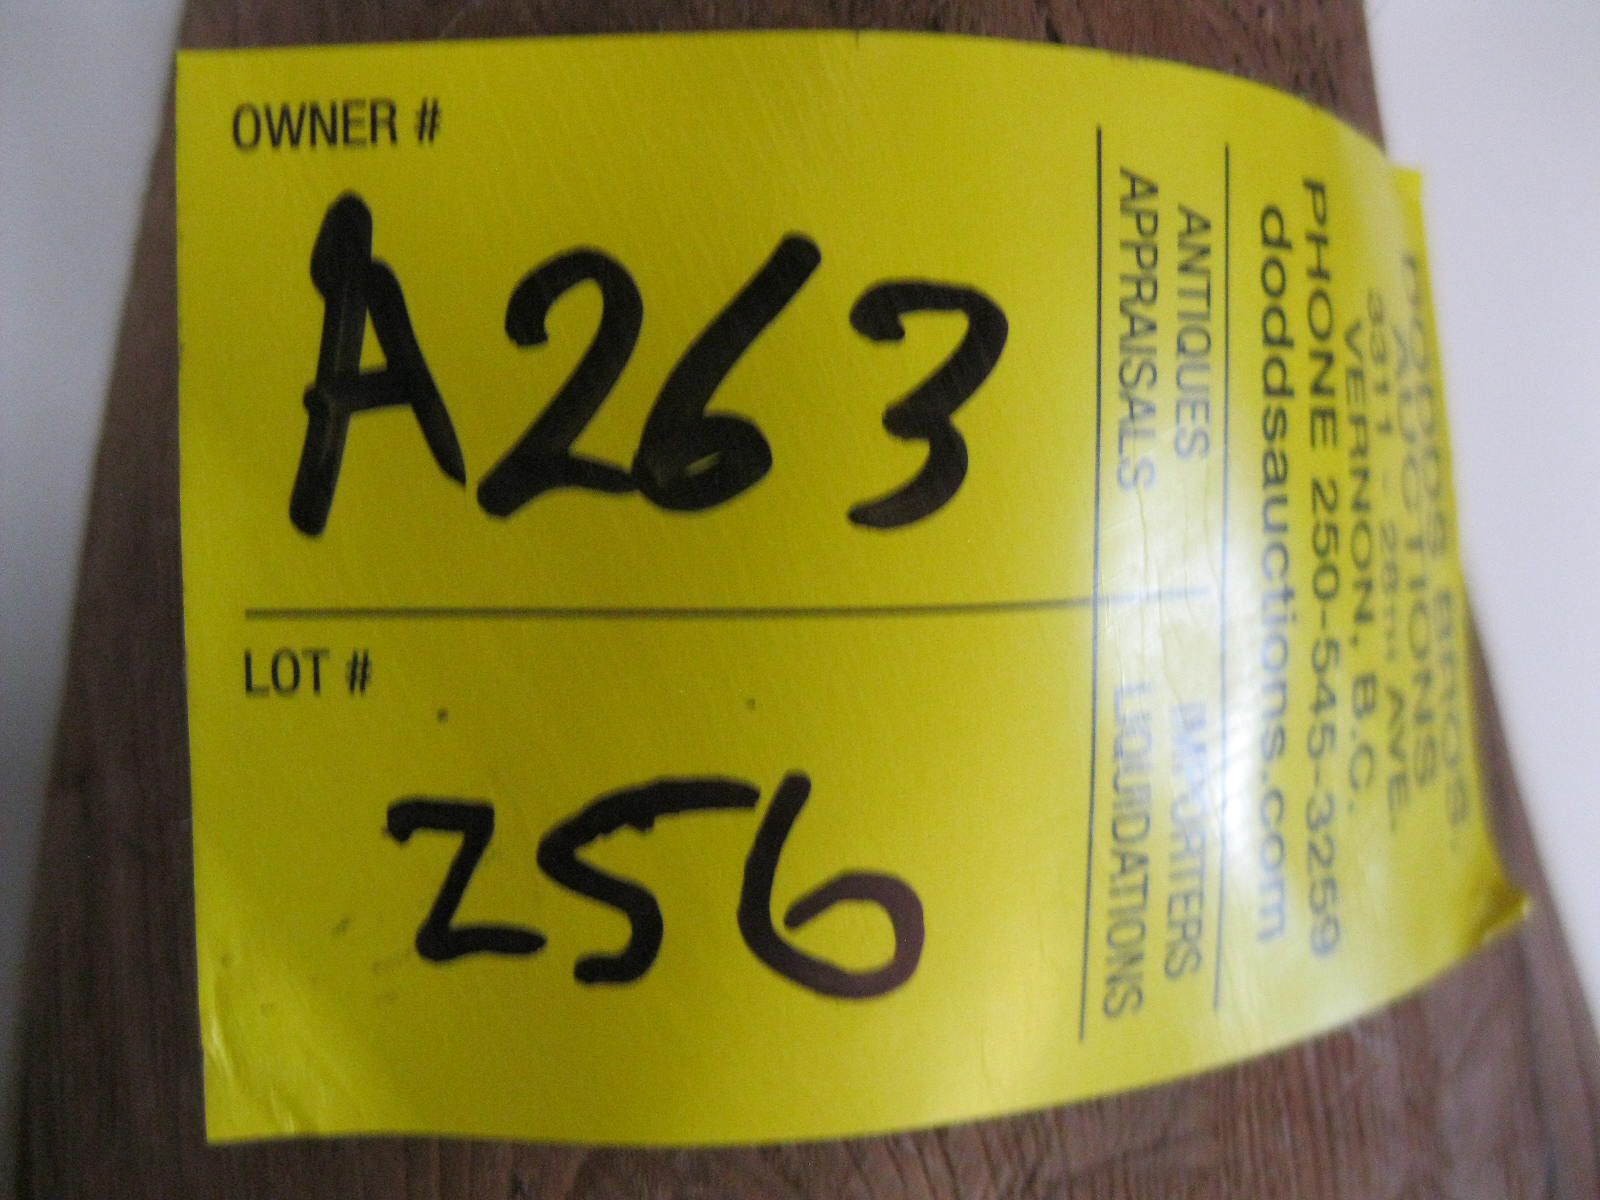 OWNER #
A263
LOT #
256
DODDS BROS.
AUCTIONS
3311 - 28TH AVE.
VERNON, B.C.
PHONE 250-545-3259
doddsauctions.com
ANTIQUES IMPORTERS
APPRAISALS LIQUIDATIONS